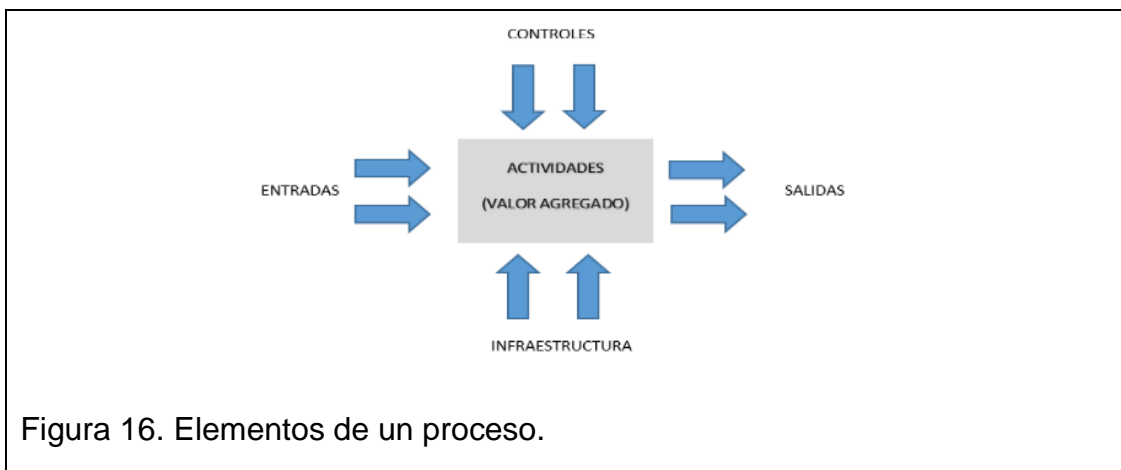 CONTROLES
ACTIVIDADES
(VALOR AGREGADO)
ENTRADAS
SALIDAS
INFRAESTRUCTURA
Figura 16. Elementos de un proceso.